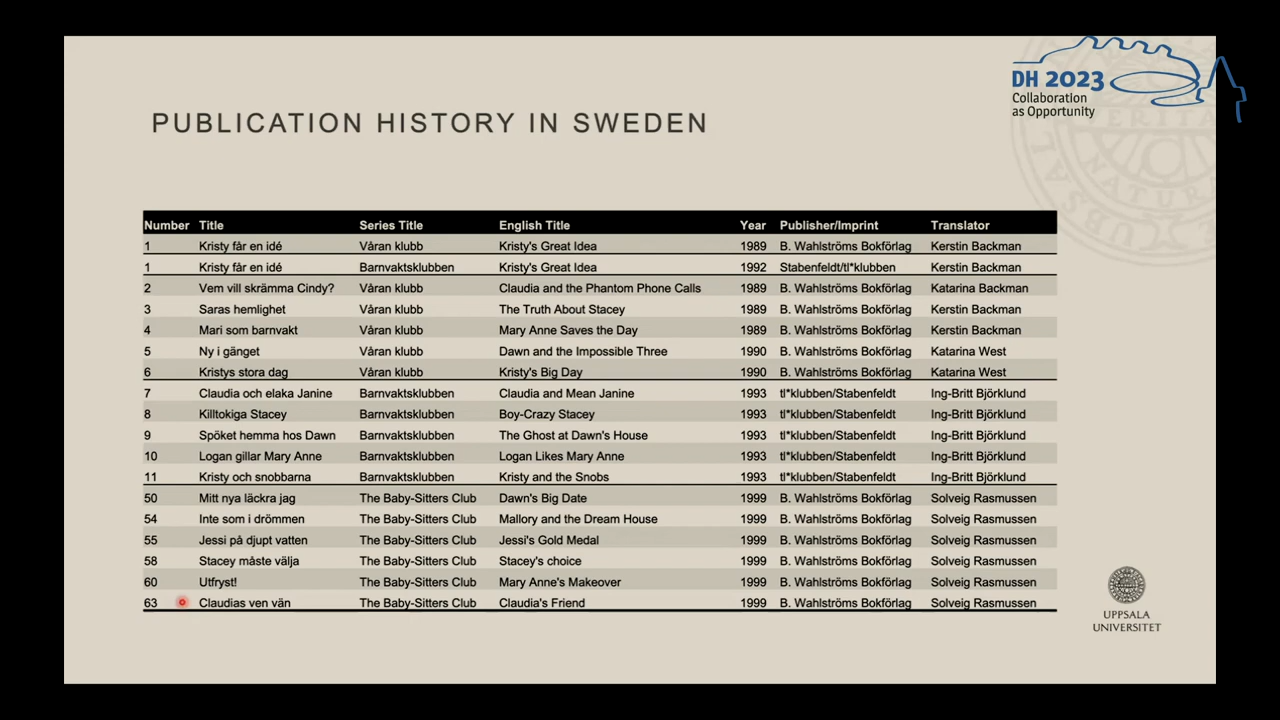 DH 2023
Collaboration
as Opportunity
PUBLICATION HISTORY IN SWEDEN
Number Title Series Title English Title Year Publisher/Imprint Translator
1 Kristy får en idé Våran klubb Kristy's Great Idea 1989 B. Wahlströms Bokförlag Kerstin Backman
1 Kristy får en idé Barnvaktsklubben Kristy's Great Idea 1992 Stabenfeldt/tl*klubben Kerstin Backman
2 Vem vill skrämma Cindy? Våran klubb Claudia and the Phantom Phone Calls 1989 B. Wahlströms Bokförlag Katarina Backman
3 Saras hemlighet Våran klubb The Truth About Stacey 1989 B. Wahlströms Bokförlag Kerstin Backman
4 Mari som barnvakt Våran klubb Mary Anne Saves the Day 1989 B. Wahlströms Bokförlag Kerstin Backman
5 Ny i gänget Våran klubb Dawn and the Impossible Three 1990 B. Wahlströms Bokförlag Katarina West
6 Kristys stora dag Våran klubb Kristy's Big Day 1990 B. Wahlströms Bokförlag Katarina West
7 Claudia och elaka Janine Barnvaktsklubben Claudia and Mean Janine 1993 tl*klubben/Stabenfeldt Ing-Britt Björklund
8 Killtokiga Stacey Barnvaktsklubben Boy-Crazy Stacey 1993 tl*klubben/Stabenfeldt Ing-Britt Björklund
9 Spöket hemma hos Dawn Barnvaktsklubben The Ghost at Dawn's House 1993 tl*klubben/Stabenfeldt Ing-Britt Björklund
10 Logan gillar Mary Anne Barnvaktsklubben Logan Likes Mary Anne 1993 tl*klubben/Stabenfeldt Ing-Britt Björklund
11 Kristy och snobbarna Barnvaktsklubben Kristy and the Snobs 1993 tl*klubben/Stabenfeldt Ing-Britt Björklund
50 Mitt nya läckra jag The Baby-Sitters Club Dawn's Big Date 1999 B. Wahlströms Bokförlag Solveig Rasmussen
54 Inte som i drömmen The Baby-Sitters Club Mallory and the Dream House 1999 B. Wahlströms Bokförlag Solveig Rasmussen
55 Jessi på djupt vatten The Baby-Sitters Club Jessi's Gold Medal 1999 B. Wahlströms Bokförlag Solveig Rasmussen
58 Stacey måste välja The Baby-Sitters Club Stacey's choice 1999 B. Wahlströms Bokförlag Solveig Rasmussen
60 Utfryst! The Baby-Sitters Club Mary Anne's Makeover 1999 B. Wahlströms Bokförlag Solveig Rasmussen
63 Claudias ven vän The Baby-Sitters Club Claudia's Friend 1999 B. Wahlströms Bokförlag Solveig Rasmussen
UPPSALA
UNIVERSITET